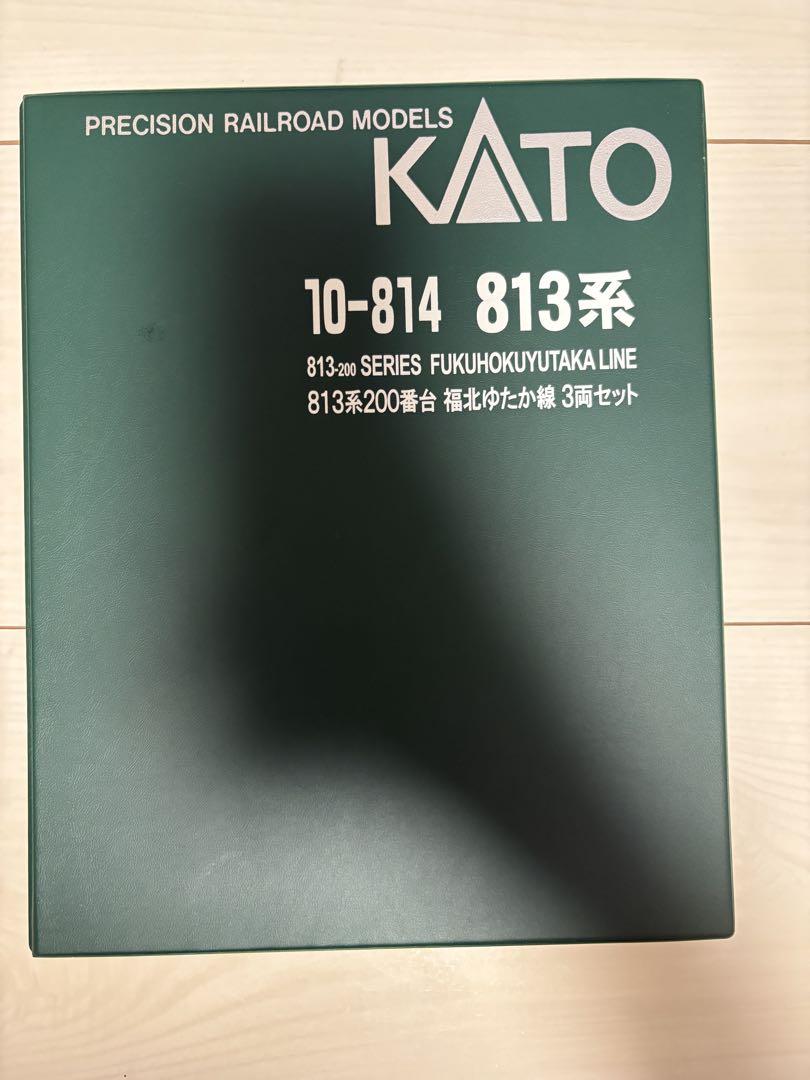 PRECISION RAILROAD MODELS
KATO
10-814 813系
813-200 SERIES FUKUHOKUYUTAKA LINE
813系200番台 福北ゆたか線 3両セット